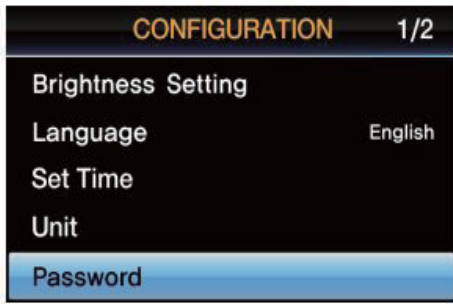 CONFIGURATION 1/2
Brightness Setting
Language English
Set Time
Unit
Password